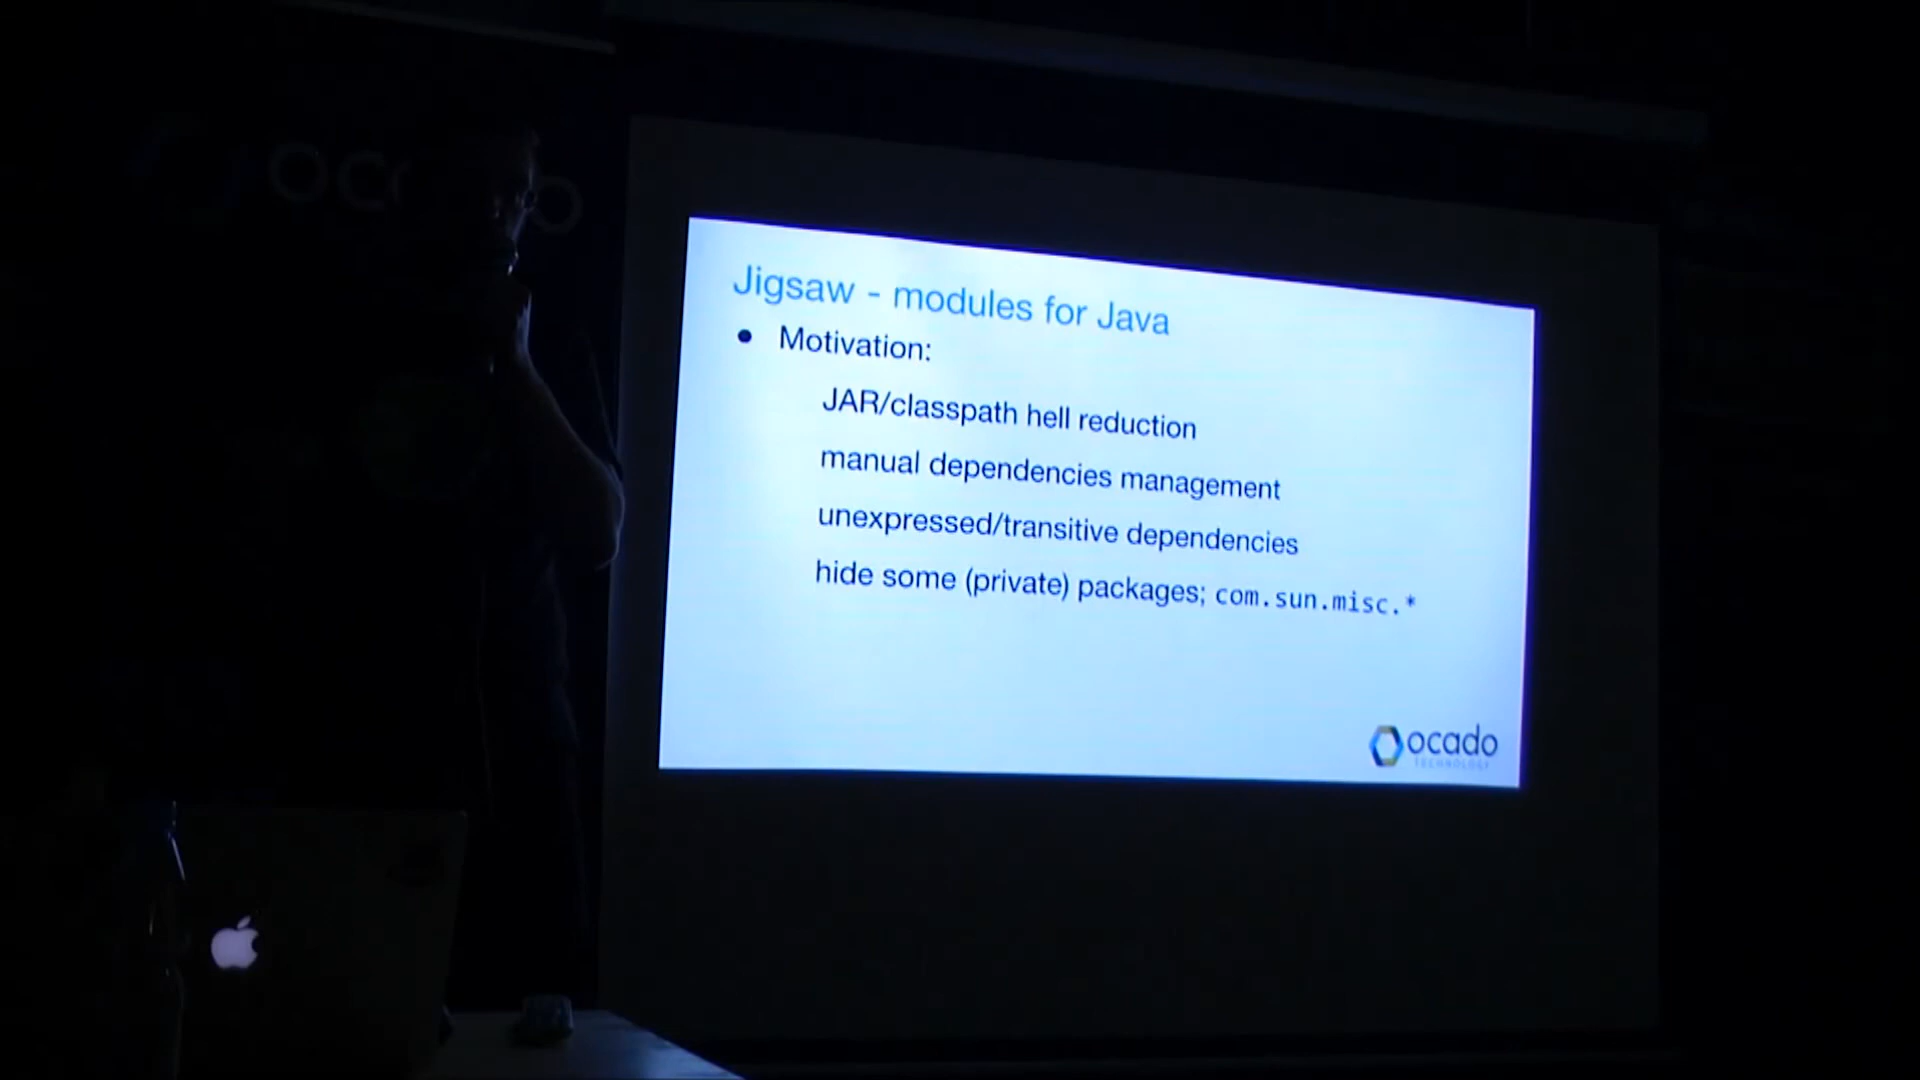 Jigsaw - modules for Java
● Motivation:
JAR/classpath hell reduction
manual dependencies management
unexpressed/transitive dependencies
hide some (private) packages; com.sun.misc.*
ocado
TECHNOLOGY